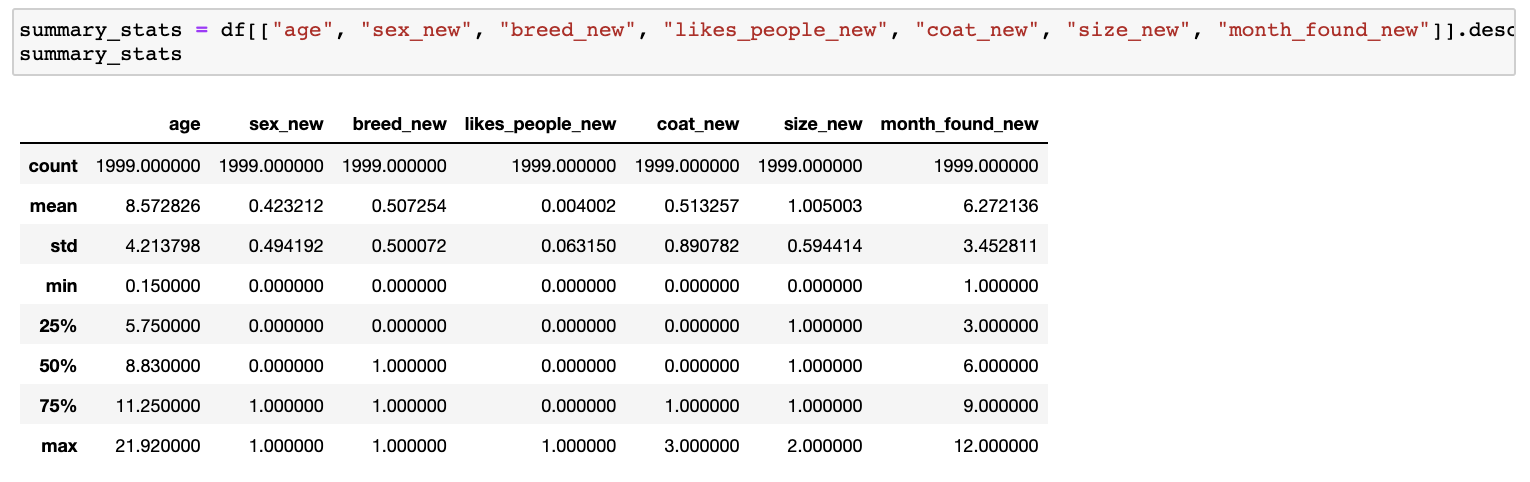 summary_stats = df[["age", "sex_new", "breed_new", "likes_people_new", "coat_new", "size_new", "month_found_new"]].desc
summary_stats
age sex_new breed_new likes_people_new coat_new size_new month_found_new
count 1999.000000 1999.000000 1999.000000 1999.000000 1999.000000 1999.000000 1999.000000
mean 8.572826 0.423212 0.507254 0.004002 0.513257 1.005003 6.272136
std 4.213798 0.494192 0.500072 0.063150 0.890782 0.594414 3.452811
min 0.150000 0.000000 0.000000 0.000000 0.000000 0.000000 1.000000
25% 5.750000 0.000000 0.000000 0.000000 0.000000 1.000000 3.000000
50% 8.830000 0.000000 1.000000 0.000000 0.000000 1.000000 6.000000
75% 11.250000 1.000000 1.000000 0.000000 1.000000 1.000000 9.000000
max 21.920000 1.000000 1.000000 1.000000 3.000000 2.000000 12.000000